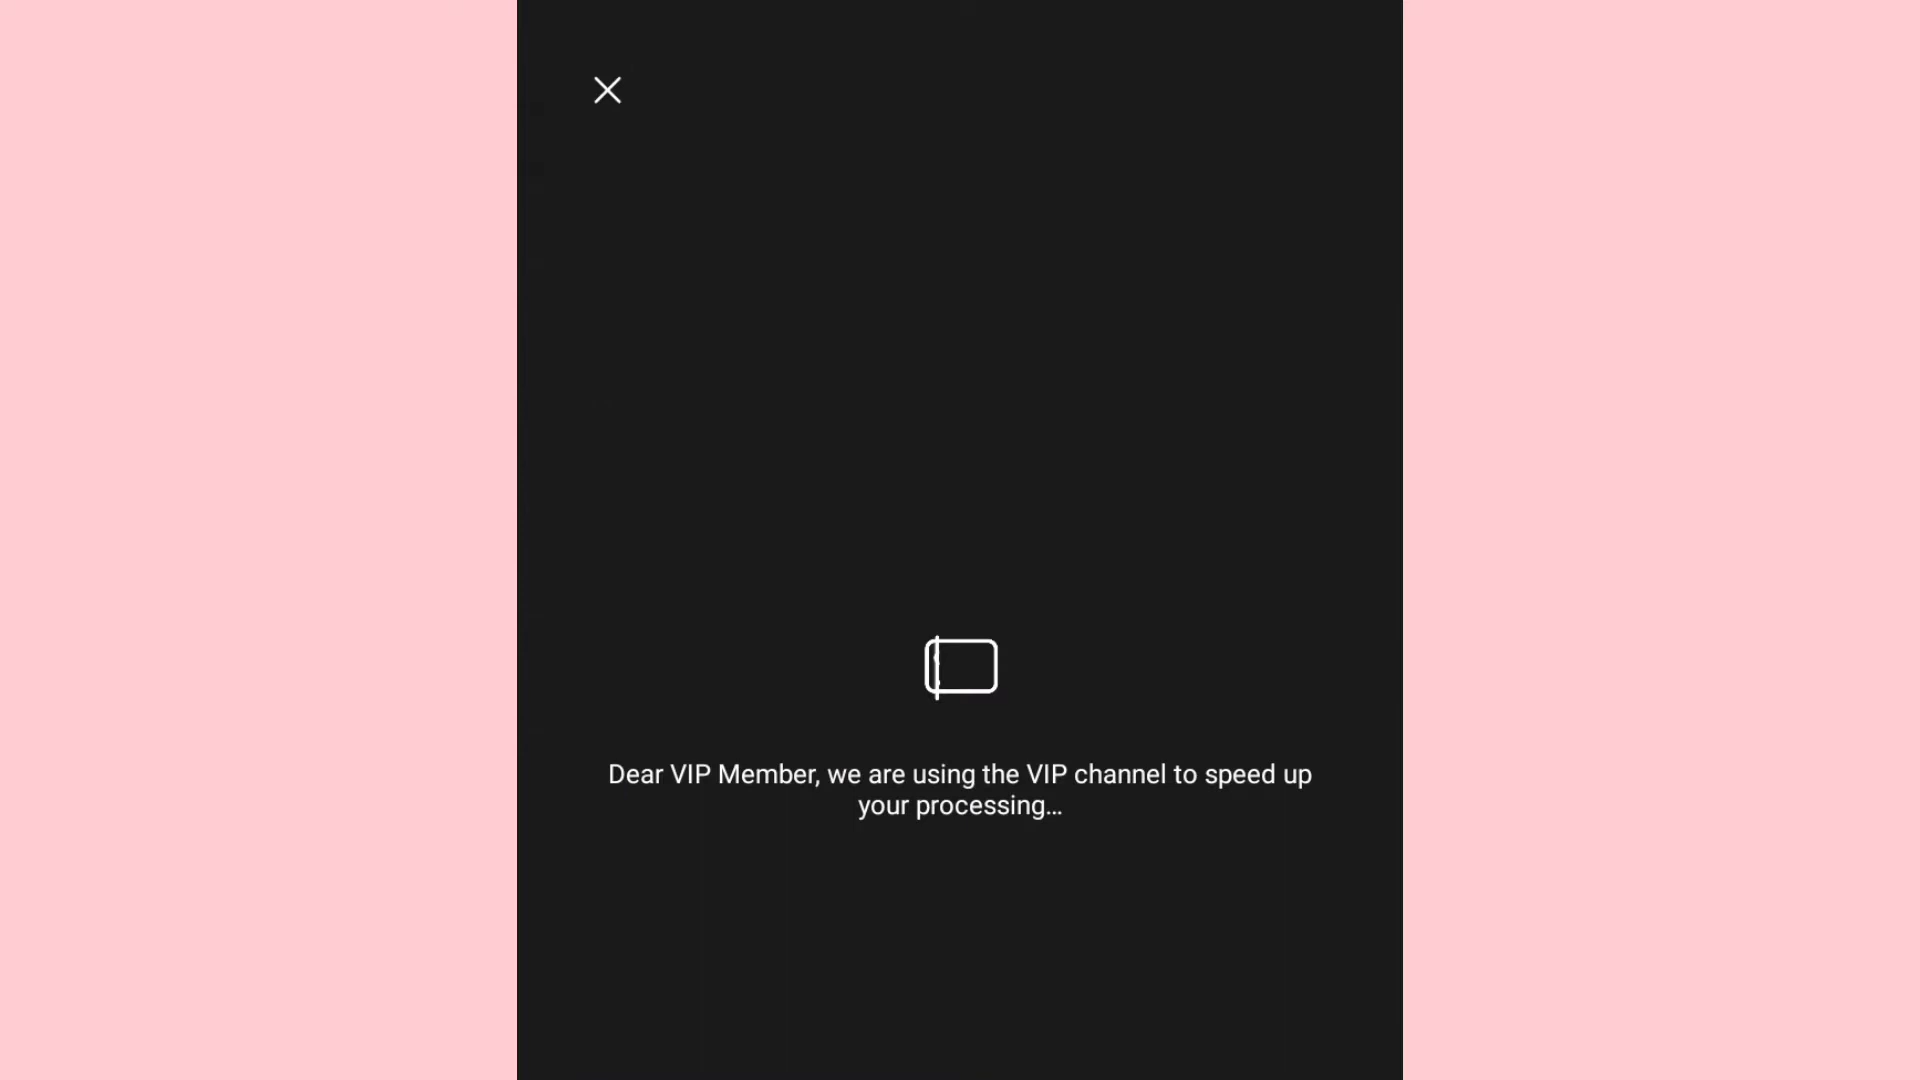 Dear VIP Member, we are using the VIP channel to speed up
your processing...